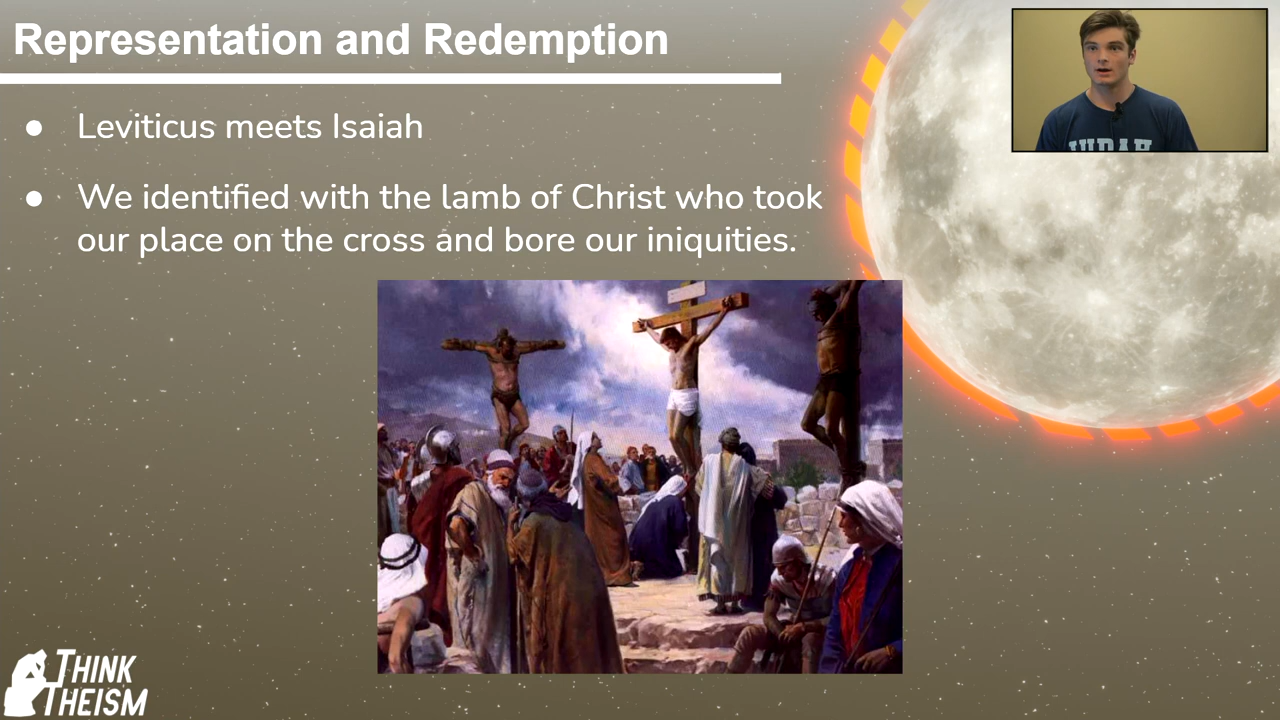 Representation and Redemption
● Leviticus meets Isaiah
● We identified with the lamb of Christ who took
our place on the cross and bore our iniquities.
JUDAH
THINK
THEISM